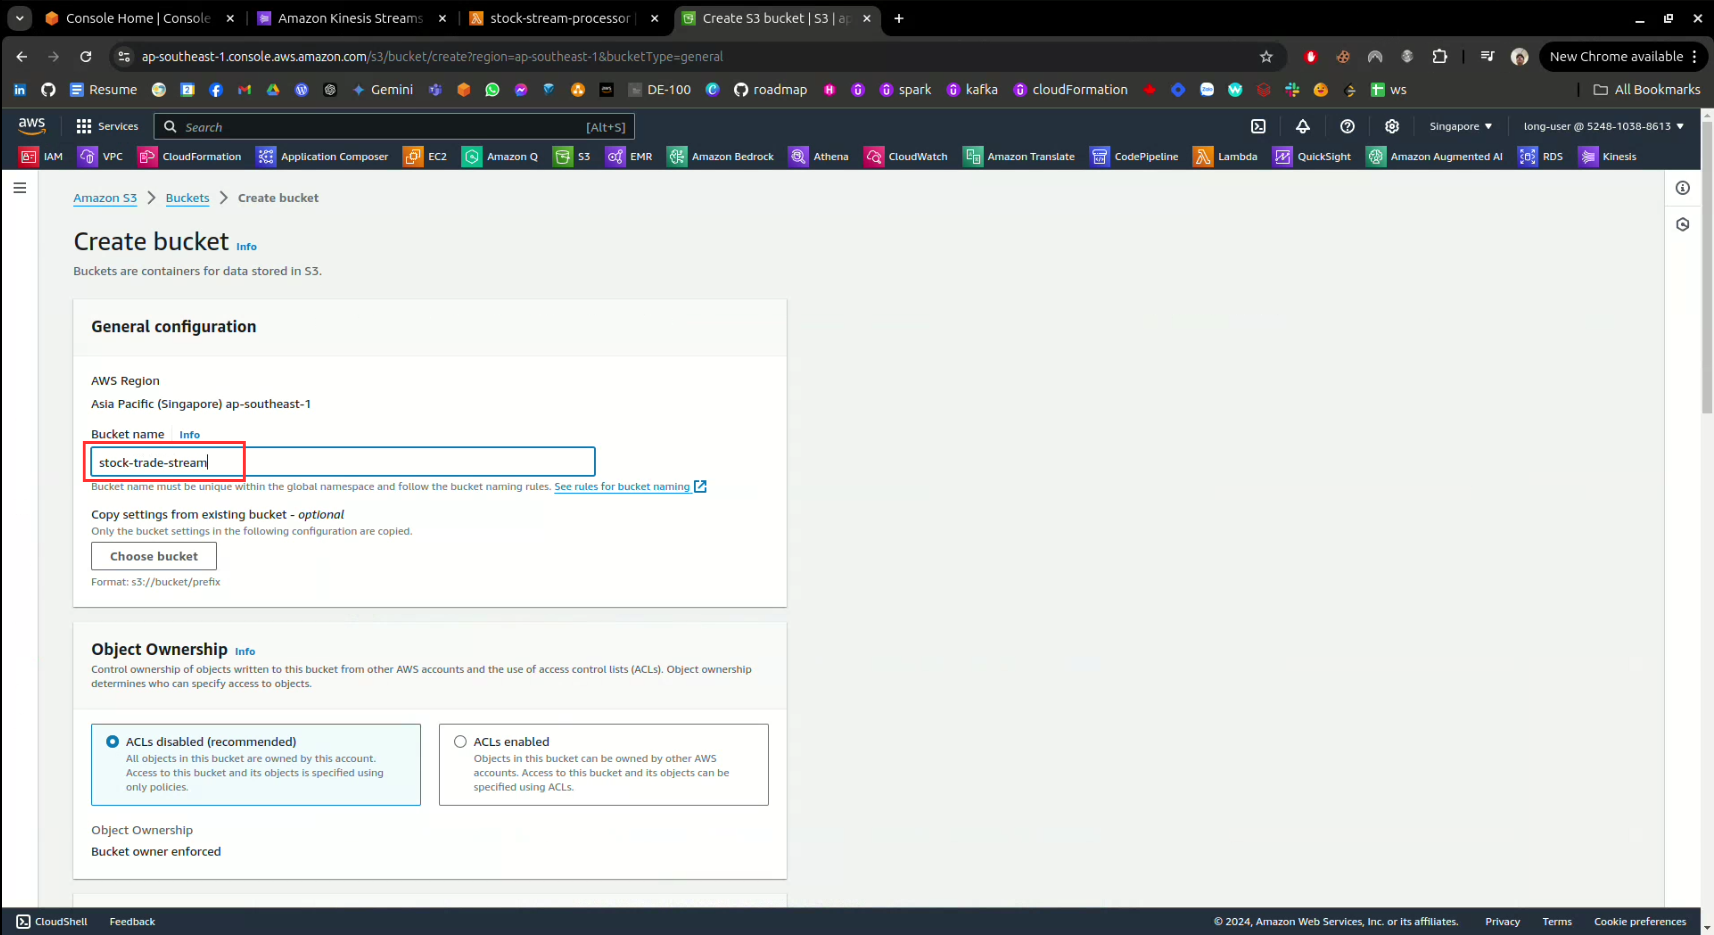 Console Home | Console
Amazon Kinesis Streams
stock-stream-processor
Create S3 bucket | S3 | ap
ap-southeast-1.console.aws.amazon.com/s3/bucket/create?region=ap-southeast-1&bucketType=general
New Chrome available
Resume
Gemini
DE-100
roadmap
spark
kafka
cloudFormation
ws
All Bookmarks
aws
Services
Search
[Alt+S]
Singapore
long-user @ 5248-1038-8613
IAM
VPC
CloudFormation
Application Composer
EC2
Amazon Q
S3
EMR
Amazon Bedrock
Athena
CloudWatch
Amazon Translate
CodePipeline
Lambda
QuickSight
Amazon Augmented AI
RDS
Kinesis
Amazon S3
Buckets
Create bucket
Create bucket Info
Buckets are containers for data stored in S3.
General configuration
AWS Region
Asia Pacific (Singapore) ap-southeast-1
Bucket name Info
stock-trade-stream
Bucket name must be unique within the global namespace and follow the bucket naming rules. See rules for bucket naming
Copy settings from existing bucket - optional
Only the bucket settings in the following configuration are copied.
Choose bucket
Format: s3://bucket/prefix
Object Ownership Info
Control ownership of objects written to this bucket from other AWS accounts and the use of access control lists (ACLs). Object ownership
determines who can specify access to objects.
ACLs disabled (recommended)
All objects in this bucket are owned by this account.
Access to this bucket and its objects is specified using
only policies.
ACLs enabled
Objects in this bucket can be owned by other AWS
accounts. Access to this bucket and its objects can be
specified using ACLs.
Object Ownership
Bucket owner enforced
CloudShell
Feedback
© 2024, Amazon Web Services, Inc. or its affiliates.
Privacy
Terms
Cookie preferences